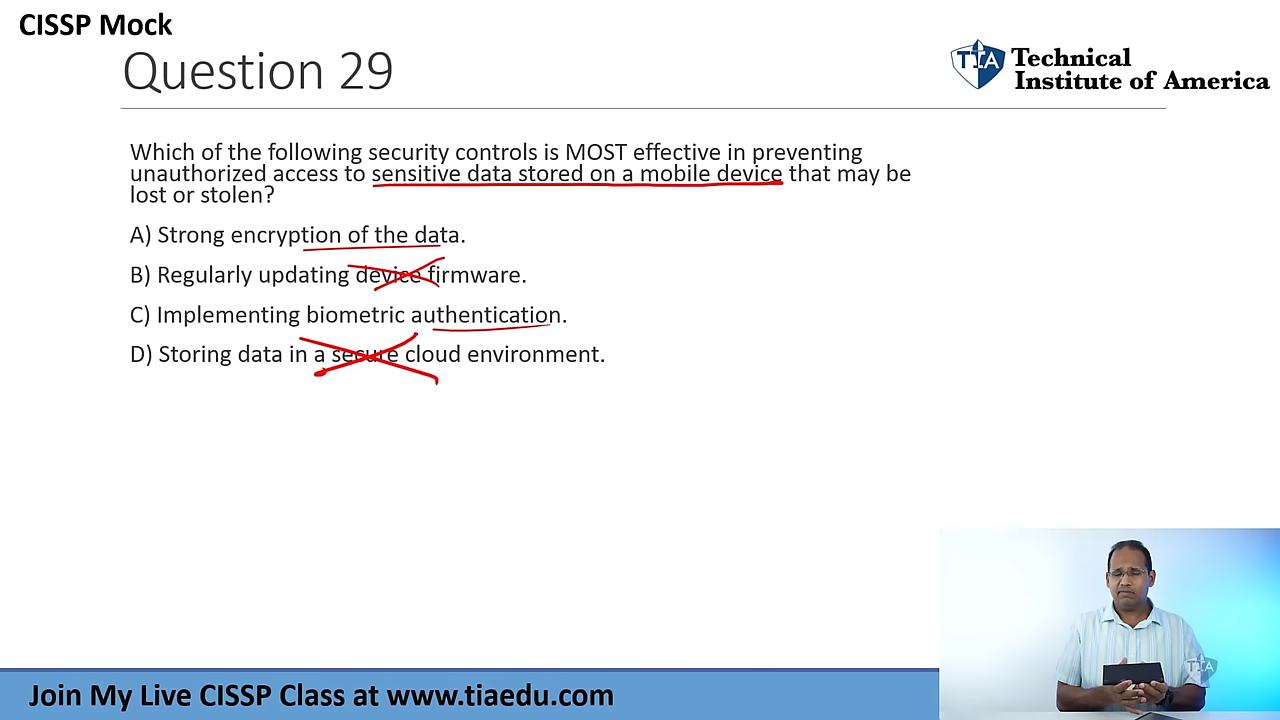 CISSP Mock
Question 29
TIA Technical
Institute of America
Which of the following security controls is MOST effective in preventing
unauthorized access to sensitive data stored on a mobile device that may be
lost or stolen?
A) Strong encryption of the data.
B) Regularly updating device firmware.
C) Implementing biometric authentication.
D) Storing data in a secure cloud environment.
TIA
Join My Live CISSP Class at www.tiaedu.com